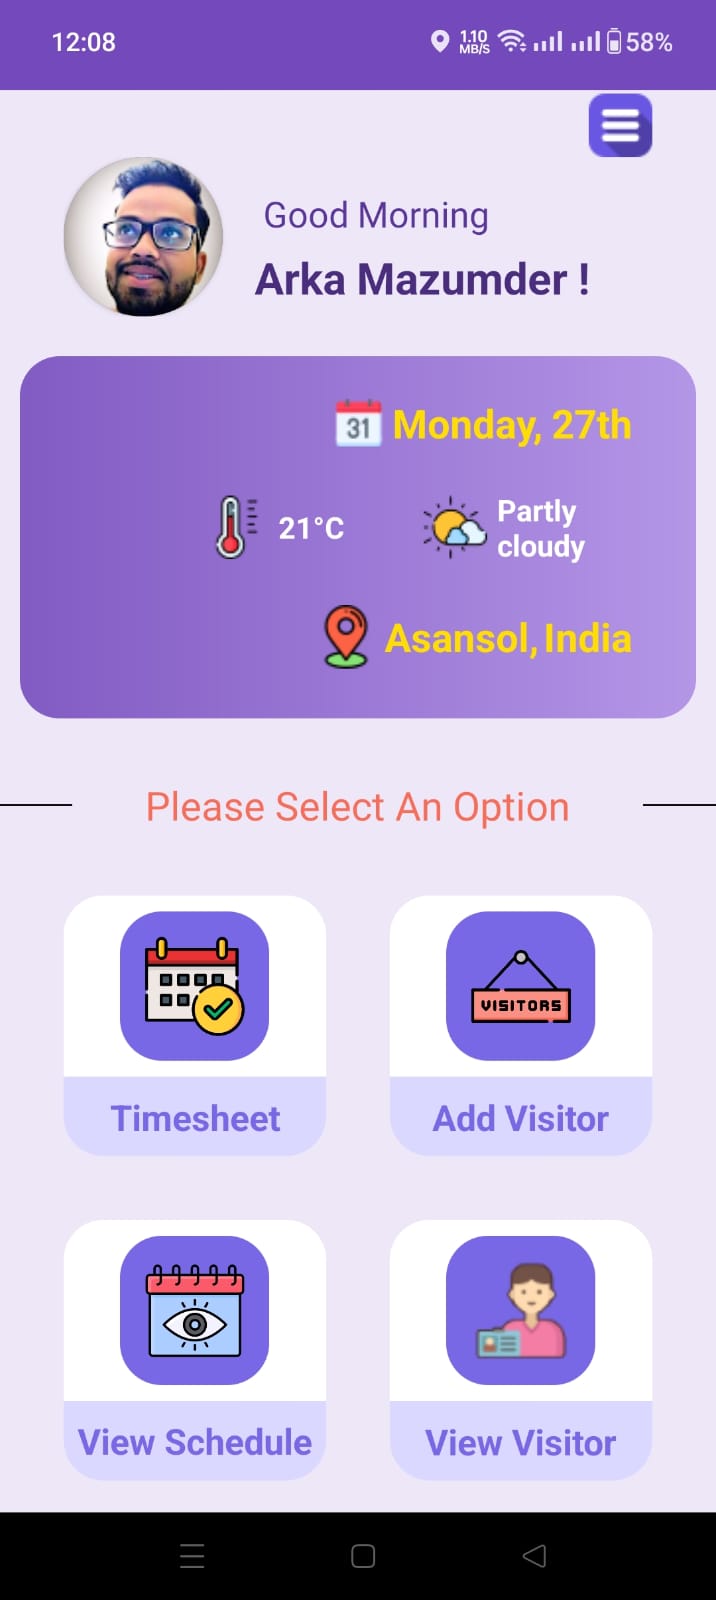 12:08
1.10
MB/S
58%
Good Morning
Arka Mazumder !
31
Monday, 27th
21°C
Partly
cloudy
Asansol, India
Please Select An Option
VISITORS
Timesheet
Add Visitor
View Schedule
View Visitor